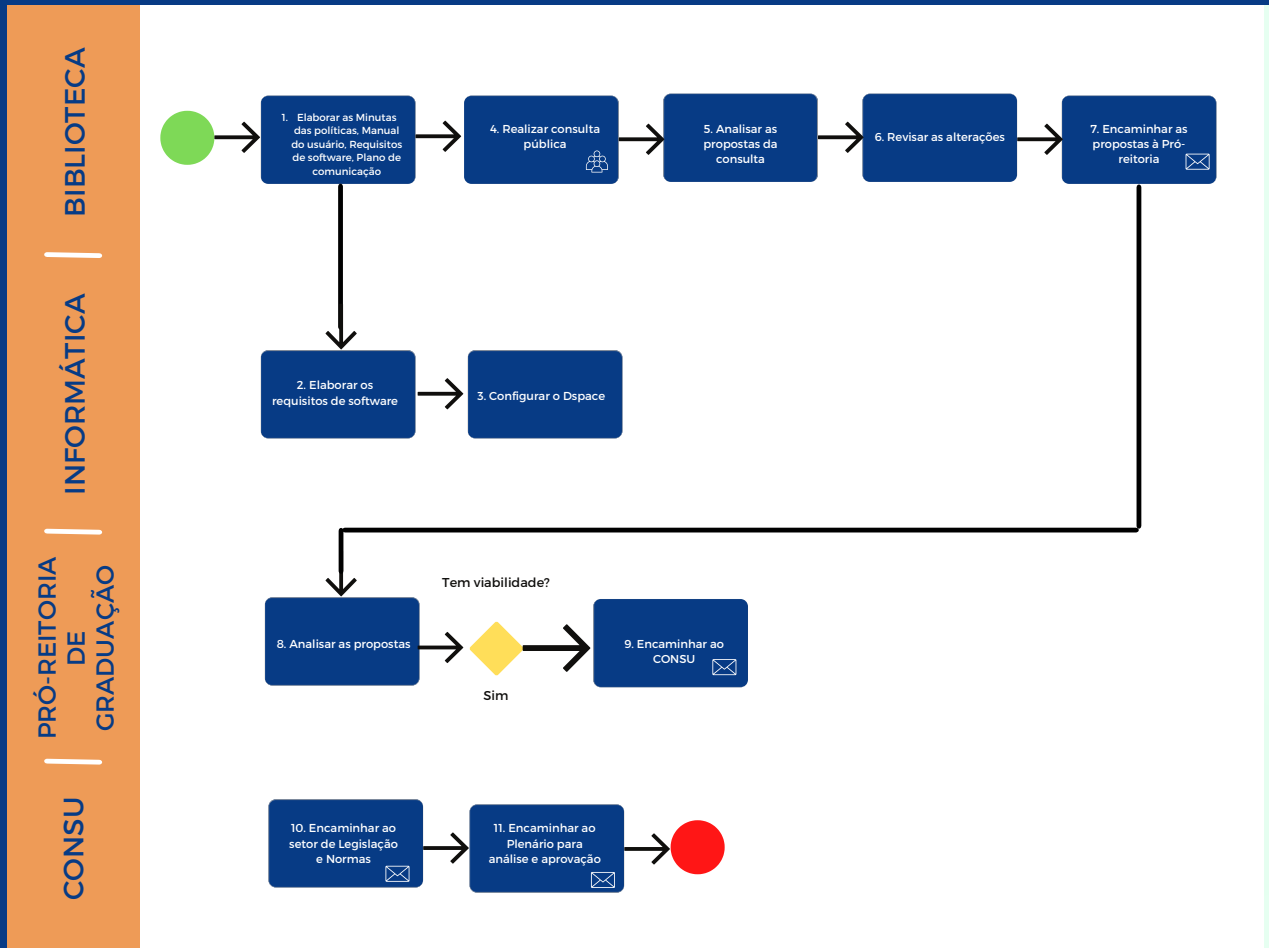 BIBLIOTECA
1. Elaborar as Minutas
das políticas, Manual
do usuário, Requisitos
de software, Plano de
comunicação
4. Realizar consulta
pública
5. Analisar as
propostas da
consulta
6. Revisar as alterações
7. Encaminhar as
propostas à Pró-
reitoria
INFORMÁTICA
2. Elaborar os
requisitos de software
3. Configurar o Dspace
PRÓ-REITORIA
DE
GRADUAÇÃO
8. Analisar as propostas
Tem viabilidade?
Sim
9. Encaminhar ao
CONSU
CONSU
10. Encaminhar ao
setor de Legislação
e Normas
11. Encaminhar ao
Plenário para
análise e aprovação